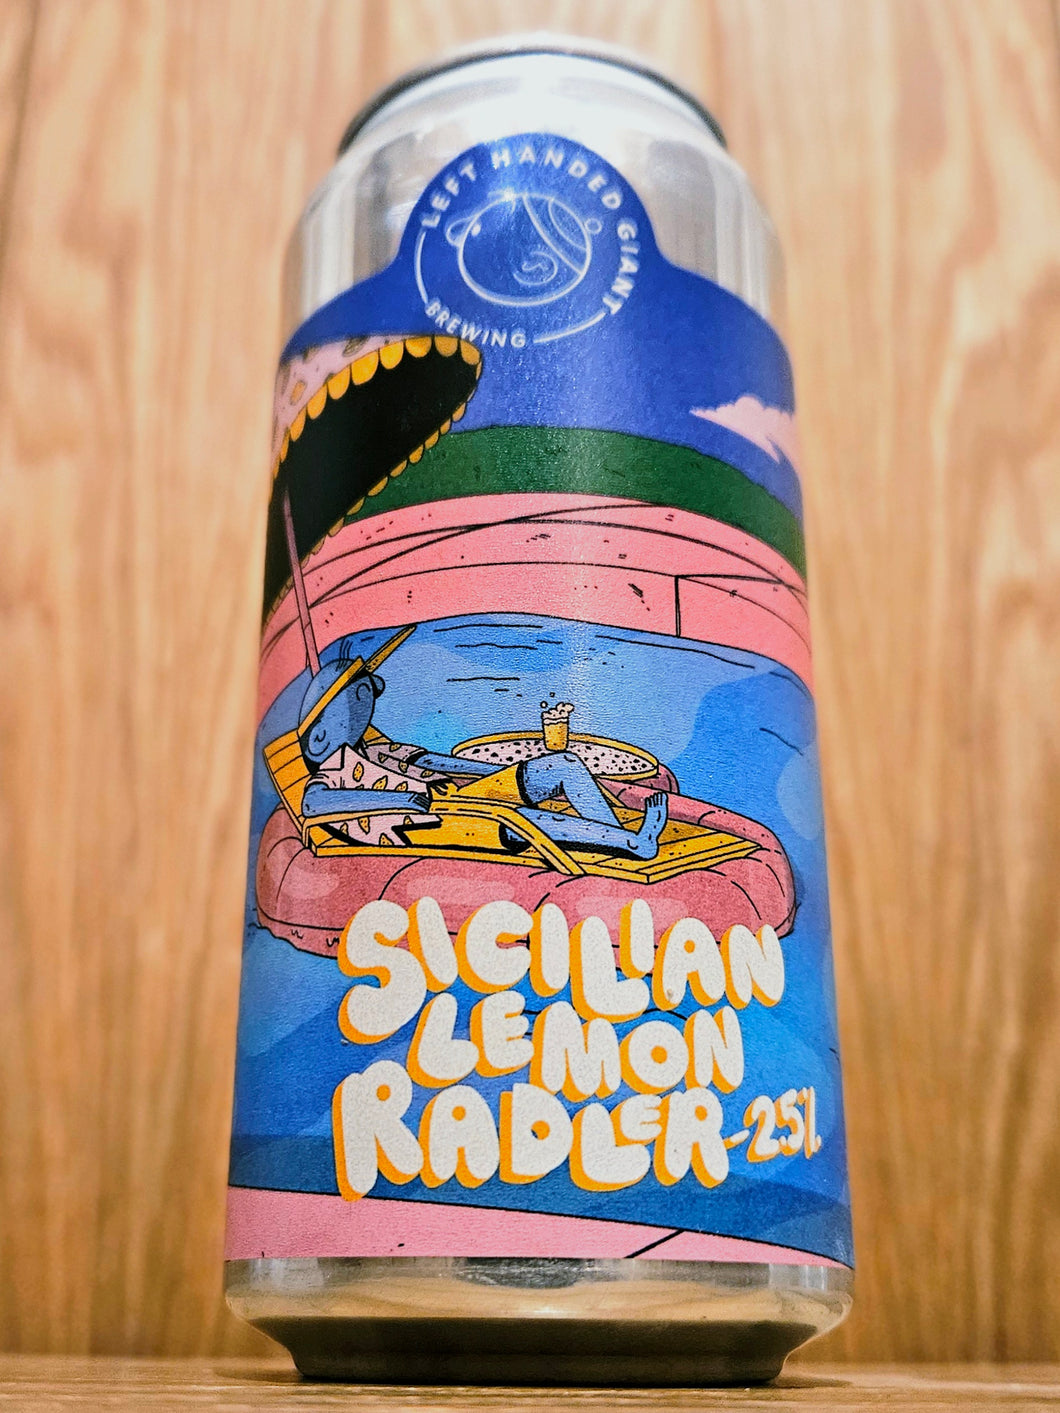 LEFT HANDED GIANT
BREWING
SICILIAN
LEMON
RADLER - 2.5%